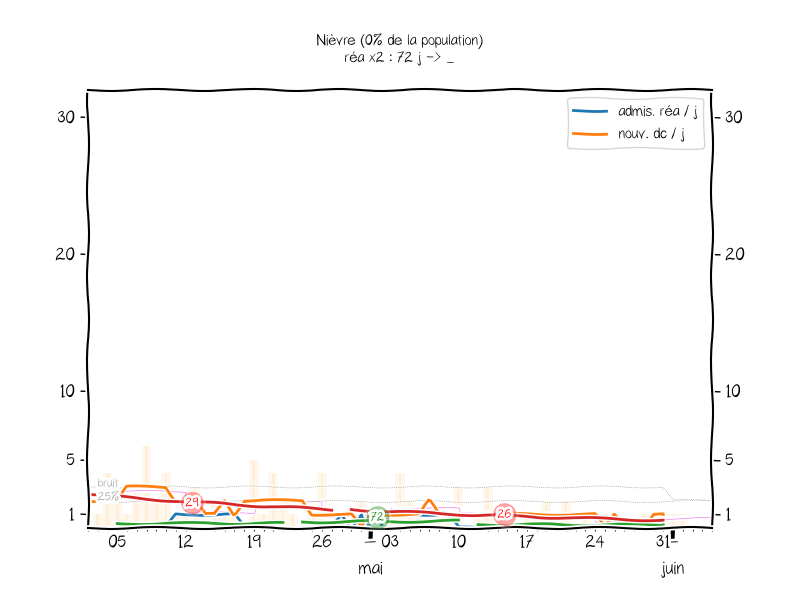 Nièvre (0% de la population)
réa x2 : 72 j -> _
admis. réa / j
nouv. dc / j
30
20
10
5
1
30
20
10
5
1
bruit
25%
29
72
26
05 12 19 26 03 10 17 24 31
mai juin